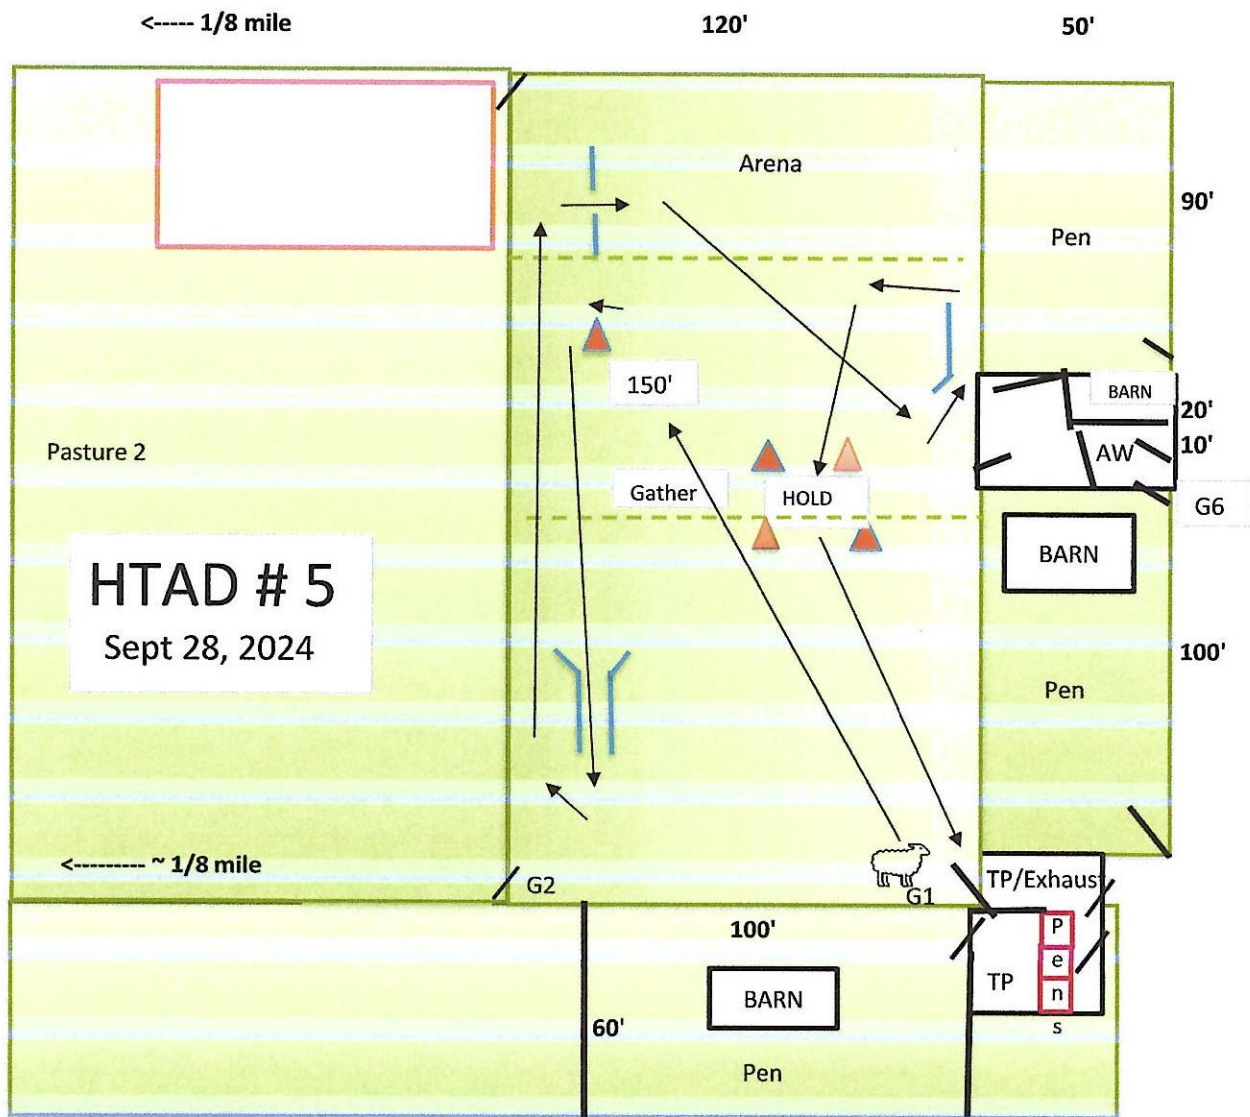 <----- 1/8 mile
120'
50'
Arena
90'
Pen
150'
BARN
20'
10'
AW
Pasture 2
Gather
HOLD
G6
BARN
HTAD # 5
Sept 28, 2024
100'
Pen
<--------- ~ 1/8 mile
G2
G1
TP/Exhaust
100'
P
e
n
s
TP
BARN
60'
Pen